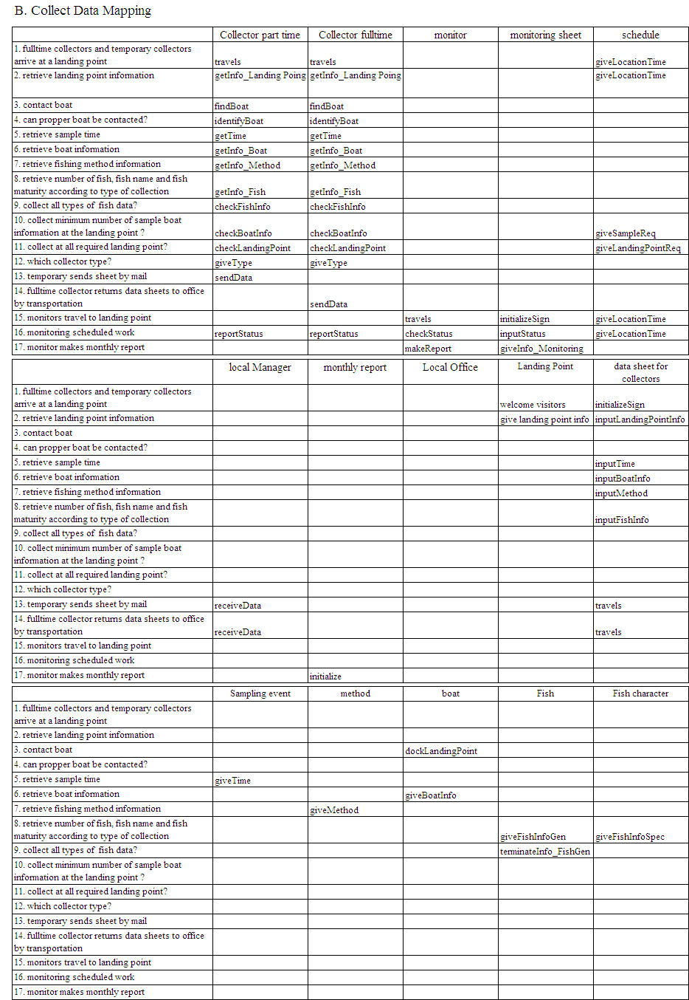 B. Collect Data Mapping
Collector part time Collector fulltime monitor monitoring sheet schedule
1. fulltime collectors and temporary collectors
arrive at a landing point travels travels giveLocationTime
2. retrieve landing point information getInfo_Landing Poing getInfo_Landing Poing giveLocationTime
3. contact boat findBoat findBoat
4. can propper boat be contacted? identifyBoat identifyBoat
5. retrieve sample time getTime getTime
6. retrieve boat information getInfo_Boat getInfo_Boat
7. retrieve fishing method information getInfo_Method getInfo_Method
8. retrieve number of fish, fish name and fish
maturity according to type of collection getInfo_Fish getInfo_Fish
9. collect all types of fish data? checkFishInfo checkFishInfo
10. collect minimum number of sample boat
information at the landing point ? checkBoatInfo checkBoatInfo giveSampleReq
11. collect at all required landing point? checkLandingPoint checkLandingPoint giveLandingPointReq
12. which collector type? giveType giveType
13. temporary sends sheet by mail sendData
14. fulltime collector returns data sheets to office
by transportation sendData
15. monitors travel to landing point travels initializeSign giveLocationTime
16. monitoring scheduled work reportStatus reportStatus checkStatus inputStatus giveLocationTime
17. monitor makes monthly report makeReport giveInfo_Monitoring
local Manager monthly report Local Office Landing Point data sheet for
collectors
1. fulltime collectors and temporary collectors
arrive at a landing point welcome visitors initializeSign
2. retrieve landing point information give landing point info inputLandingPointInfo
3. contact boat
4. can propper boat be contacted?
5. retrieve sample time inputTime
6. retrieve boat information inputBoatInfo
7. retrieve fishing method information inputMethod
8. retrieve number of fish, fish name and fish
maturity according to type of collection inputFishInfo
9. collect all types of fish data?
10. collect minimum number of sample boat
information at the landing point ?
11. collect at all required landing point?
12. which collector type?
13. temporary sends sheet by mail receiveData travels
14. fulltime collector returns data sheets to office
by transportation receiveData travels
15. monitors travel to landing point
16. monitoring scheduled work
17. monitor makes monthly report initialize
Sampling event method boat Fish Fish character
1. fulltime collectors and temporary collectors
arrive at a landing point
2. retrieve landing point information
3. contact boat dockLandingPoint
4. can propper boat be contacted?
5. retrieve sample time giveTime
6. retrieve boat information giveBoatInfo
7. retrieve fishing method information giveMethod
8. retrieve number of fish, fish name and fish
maturity according to type of collection giveFishInfoGen giveFishInfoSpec
9. collect all types of fish data? terminateInfo_FishGen
10. collect minimum number of sample boat
information at the landing point ?
11. collect at all required landing point?
12. which collector type?
13. temporary sends sheet by mail
14. fulltime collector returns data sheets to office
by transportation
15. monitors travel to landing point
16. monitoring scheduled work
17. monitor makes monthly report